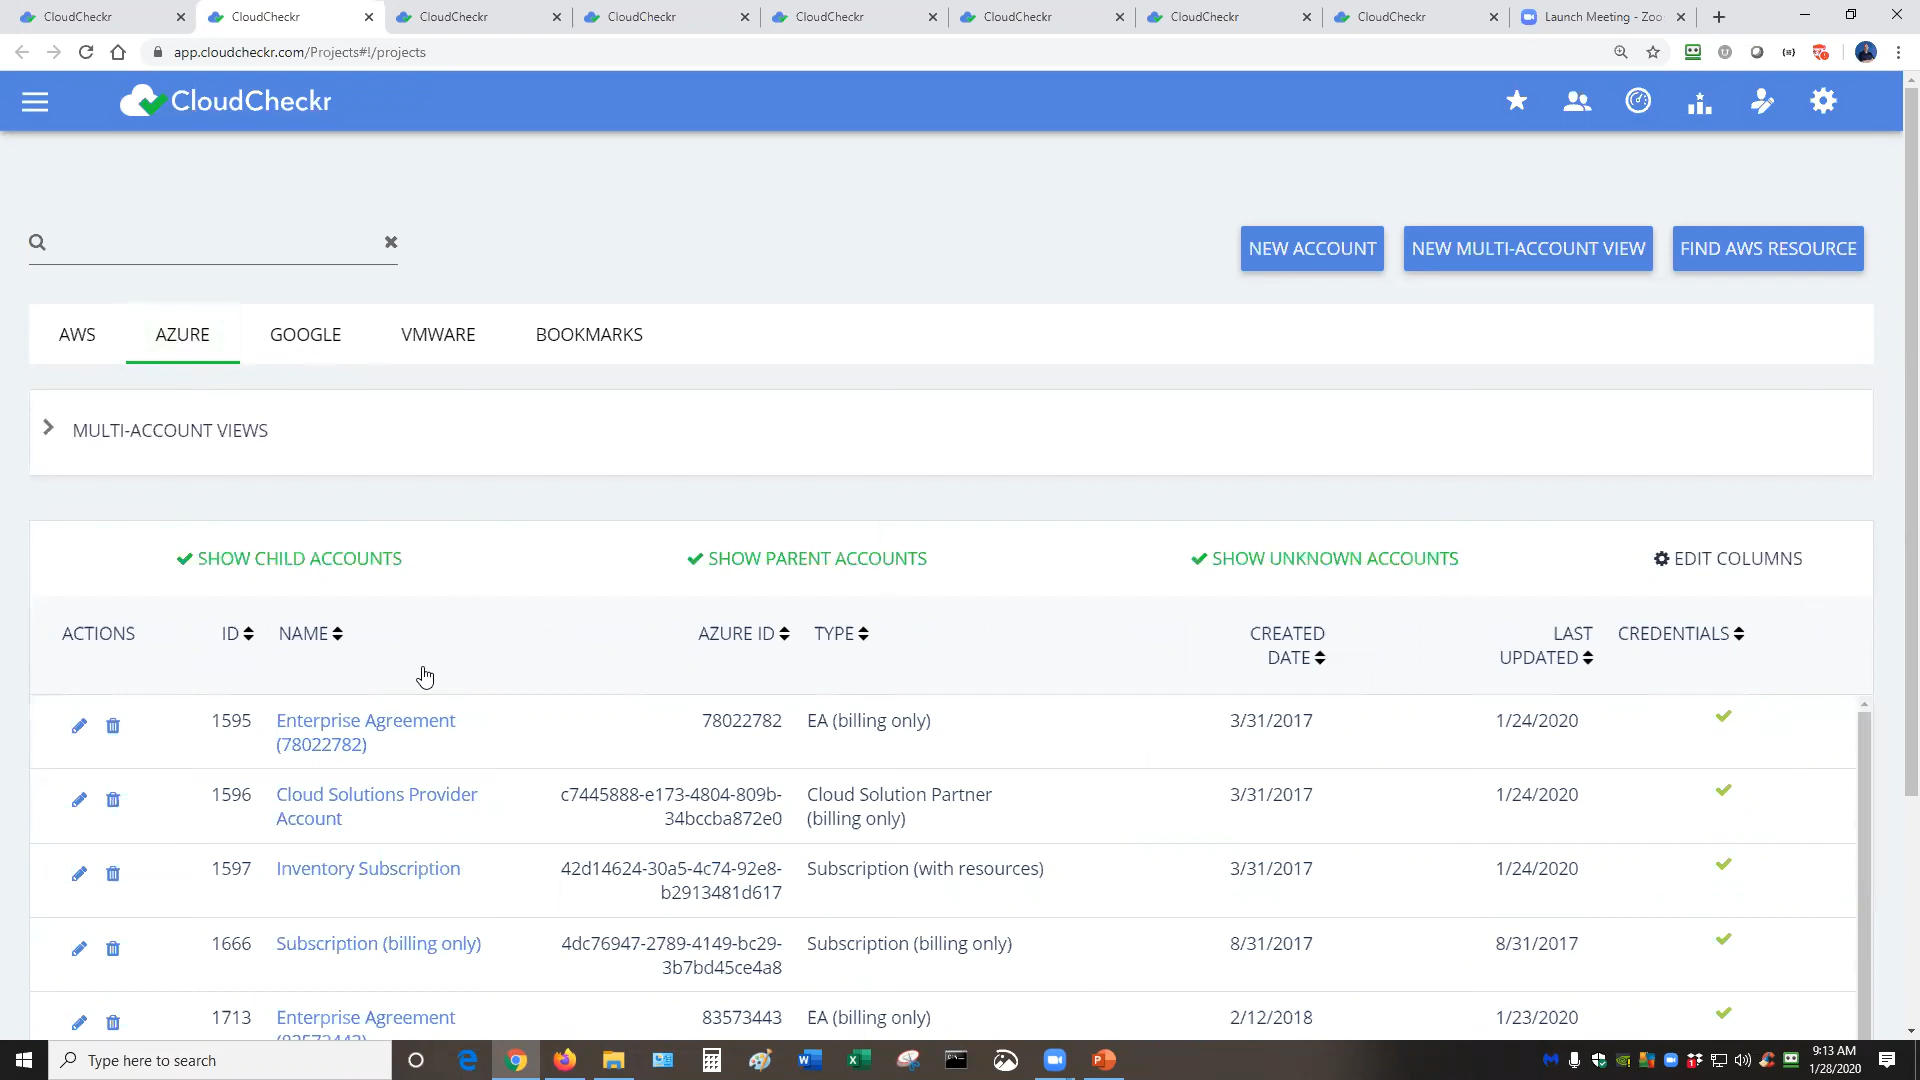 CloudCheckr
CloudCheckr
CloudCheckr
CloudCheckr
CloudCheckr
CloudCheckr
CloudCheckr
CloudCheckr
Launch Meeting - Zoo
app.cloudcheckr.com/Projects#!/projects
CloudCheckr
NEW ACCOUNT
NEW MULTI-ACCOUNT VIEW
FIND AWS RESOURCE
AWS
AZURE
GOOGLE
VMWARE
BOOKMARKS
MULTI-ACCOUNT VIEWS
SHOW CHILD ACCOUNTS
SHOW PARENT ACCOUNTS
SHOW UNKNOWN ACCOUNTS
EDIT COLUMNS
ACTIONS
ID
NAME
AZURE ID
TYPE
CREATED
DATE
LAST
UPDATED
CREDENTIALS
1595
Enterprise Agreement
(78022782)
78022782
EA (billing only)
3/31/2017
1/24/2020
1596
Cloud Solutions Provider
Account
c7445888-e173-4804-809b-
34bccba872e0
Cloud Solution Partner
(billing only)
3/31/2017
1/24/2020
1597
Inventory Subscription
42d14624-30a5-4c74-92e8-
b2913481d617
Subscription (with resources)
3/31/2017
1/24/2020
1666
Subscription (billing only)
4dc76947-2789-4149-bc29-
3b7bd45ce4a8
Subscription (billing only)
8/31/2017
8/31/2017
1713
Enterprise Agreement
83573443
EA (billing only)
2/12/2018
1/23/2020
Type here to search
9:13 AM
1/28/2020